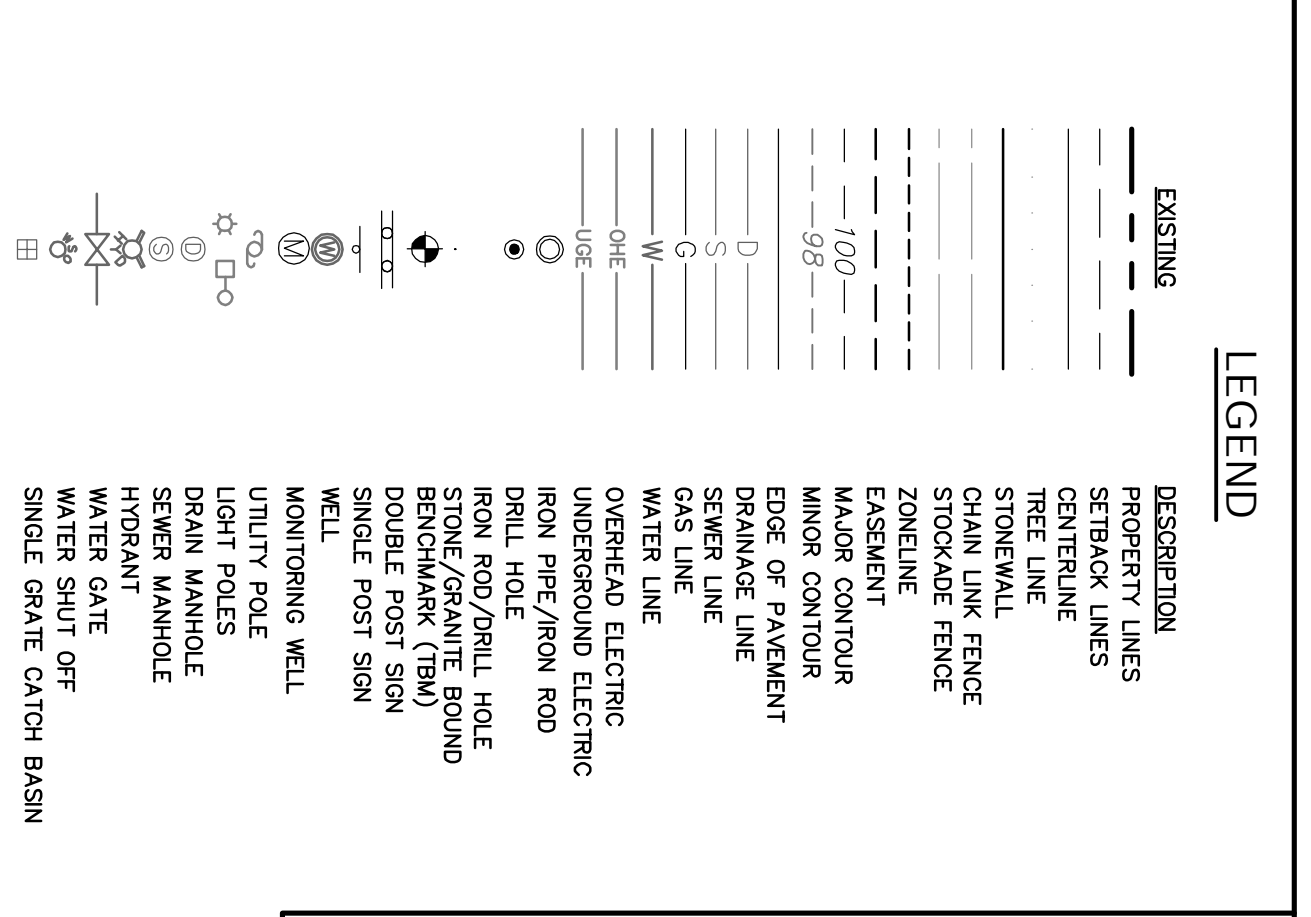 LEGEND
EXISTING DESCRIPTION
PROPERTY LINES
SETBACK LINES
CENTERLINE
TREE LINE
STONEWALL
CHAIN LINK FENCE
STOCKADE FENCE
ZONELINE
EASEMENT
100 MAJOR CONTOUR
98 MINOR CONTOUR
EDGE OF PAVEMENT
D DRAINAGE LINE
S SEWER LINE
G GAS LINE
W WATER LINE
OHE OVERHEAD ELECTRIC
UGE UNDERGROUND ELECTRIC
IRON PIPE/IRON ROD
DRILL HOLE
IRON ROD/DRILL HOLE
STONE/GRANITE BOUND
BENCHMARK (TBM)
DOUBLE POST SIGN
SINGLE POST SIGN
W WELL
M MONITORING WELL
UTILITY POLE
LIGHT POLES
D DRAIN MANHOLE
S SEWER MANHOLE
HYD HYDRANT
WATER GATE
WSO WATER SHUT OFF
SINGLE GRATE CATCH BASIN